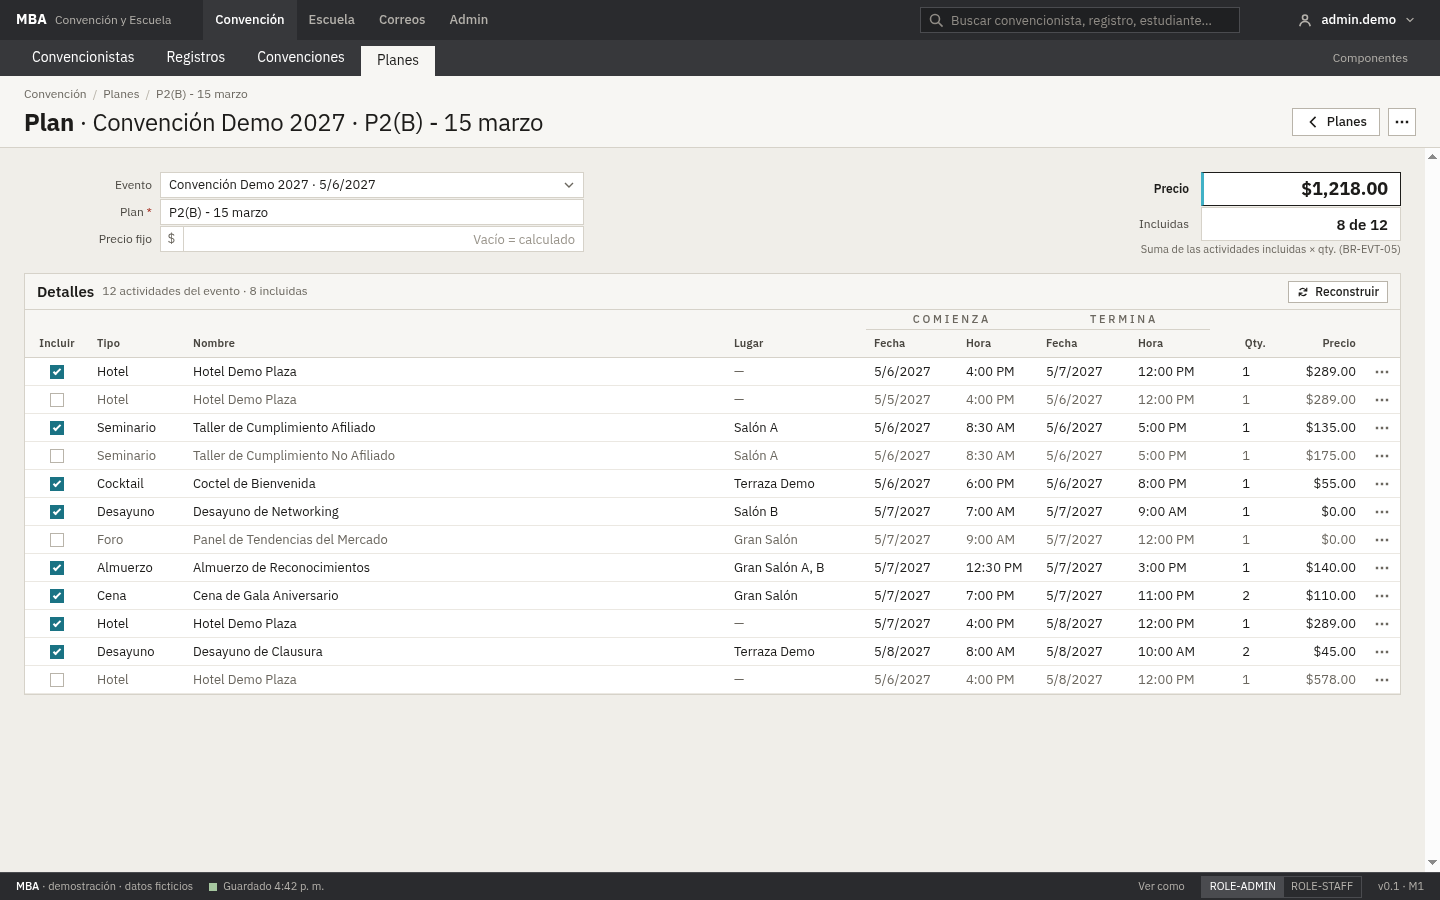 MBA Convención y Escuela Convención Escuela Correos Admin Buscar convencionista, registro, estudiante... admin.demo
Convencionistas Registros Convenciones Planes Componentes
Convención / Planes / P2(B) - 15 marzo
Plan · Convención Demo 2027 · P2(B) - 15 marzo Planes ...
Evento Convención Demo 2027 · 5/6/2027 Precio $1,218.00
Plan * P2(B) - 15 marzo Incluidas 8 de 12
Precio fijo $ Vacío = calculado
Suma de las actividades incluidas × qty. (BR-EVT-05)
Detalles 12 actividades del evento · 8 incluidas Reconstruir
COMIENZA TERMINA
Incluir Tipo Nombre Lugar Fecha Hora Fecha Hora Qty. Precio
Hotel Hotel Demo Plaza — 5/6/2027 4:00 PM 5/7/2027 12:00 PM 1 $289.00 ...
Hotel Hotel Demo Plaza — 5/5/2027 4:00 PM 5/6/2027 12:00 PM 1 $289.00 ...
Seminario Taller de Cumplimiento Afiliado Salón A 5/6/2027 8:30 AM 5/6/2027 5:00 PM 1 $135.00 ...
Seminario Taller de Cumplimiento No Afiliado Salón A 5/6/2027 8:30 AM 5/6/2027 5:00 PM 1 $175.00 ...
Cocktail Coctel de Bienvenida Terraza Demo 5/6/2027 6:00 PM 5/6/2027 8:00 PM 1 $55.00 ...
Desayuno Desayuno de Networking Salón B 5/7/2027 7:00 AM 5/7/2027 9:00 AM 1 $0.00 ...
Foro Panel de Tendencias del Mercado Gran Salón 5/7/2027 9:00 AM 5/7/2027 12:00 PM 1 $0.00 ...
Almuerzo Almuerzo de Reconocimientos Gran Salón A, B 5/7/2027 12:30 PM 5/7/2027 3:00 PM 1 $140.00 ...
Cena Cena de Gala Aniversario Gran Salón 5/7/2027 7:00 PM 5/7/2027 11:00 PM 2 $110.00 ...
Hotel Hotel Demo Plaza — 5/7/2027 4:00 PM 5/8/2027 12:00 PM 1 $289.00 ...
Desayuno Desayuno de Clausura Terraza Demo 5/8/2027 8:00 AM 5/8/2027 10:00 AM 2 $45.00 ...
Hotel Hotel Demo Plaza — 5/6/2027 4:00 PM 5/8/2027 12:00 PM 1 $578.00 ...
MBA · demostración · datos ficticios Guardado 4:42 p. m. Ver como ROLE-ADMIN ROLE-STAFF v0.1 · M1